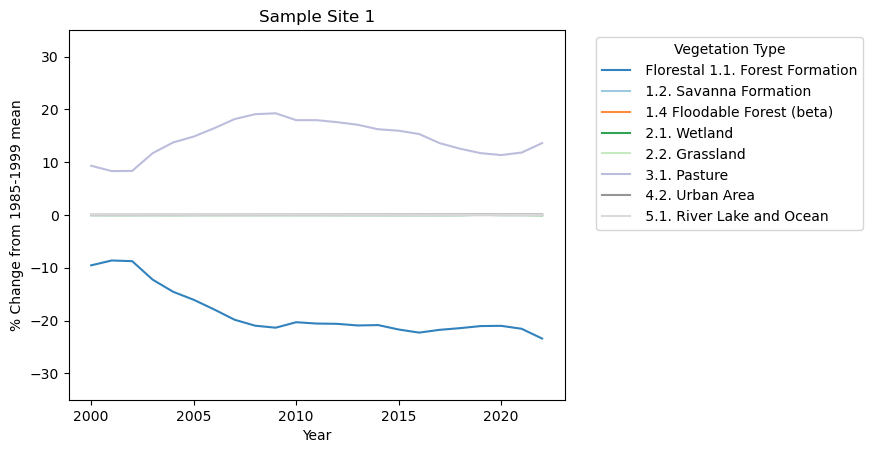 Sample Site 1
% Change from 1985-1999 mean
30
20
10
0
−10
−20
−30
2000
2005
2010
2015
2020
Year
Vegetation Type
Florestal 1.1. Forest Formation
1.2. Savanna Formation
1.4 Floodable Forest (beta)
2.1. Wetland
2.2. Grassland
3.1. Pasture
4.2. Urban Area
5.1. River Lake and Ocean